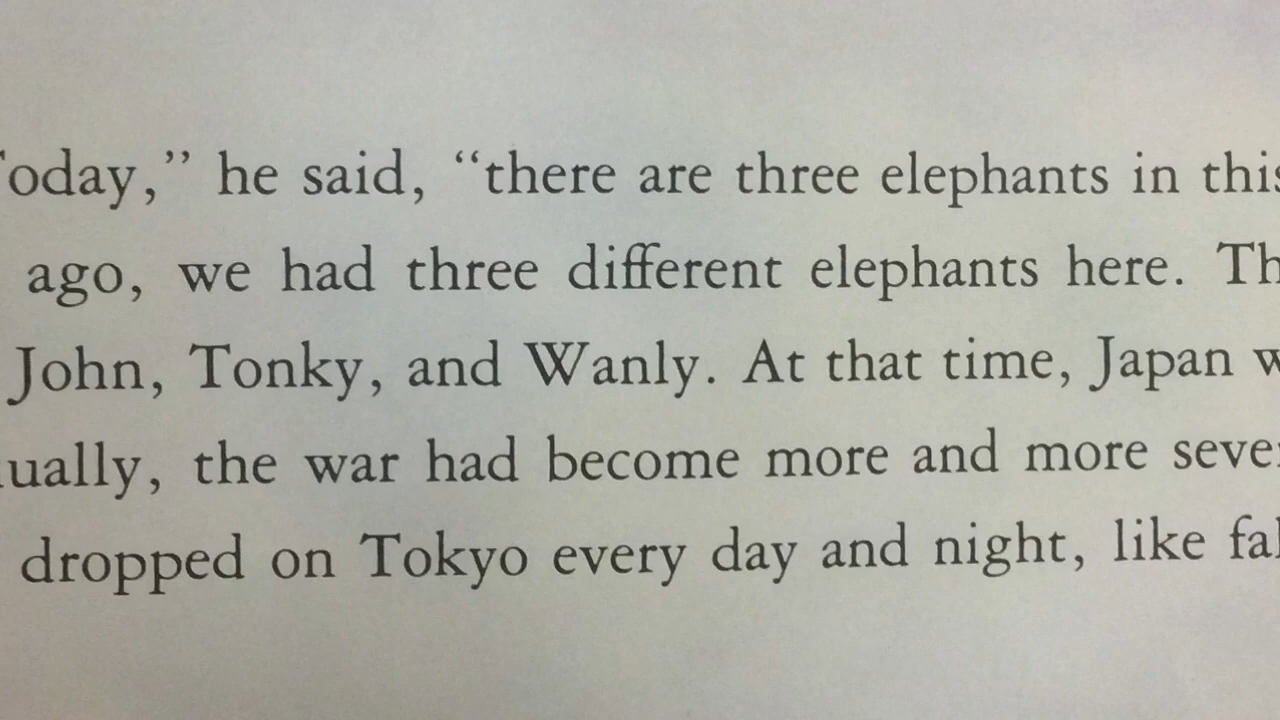 oday,” he said, “there are three elephants in this
ago, we had three different elephants here. Th
John, Tonky, and Wanly. At that time, Japan w
ually, the war had become more and more seve
dropped on Tokyo every day and night, like fal